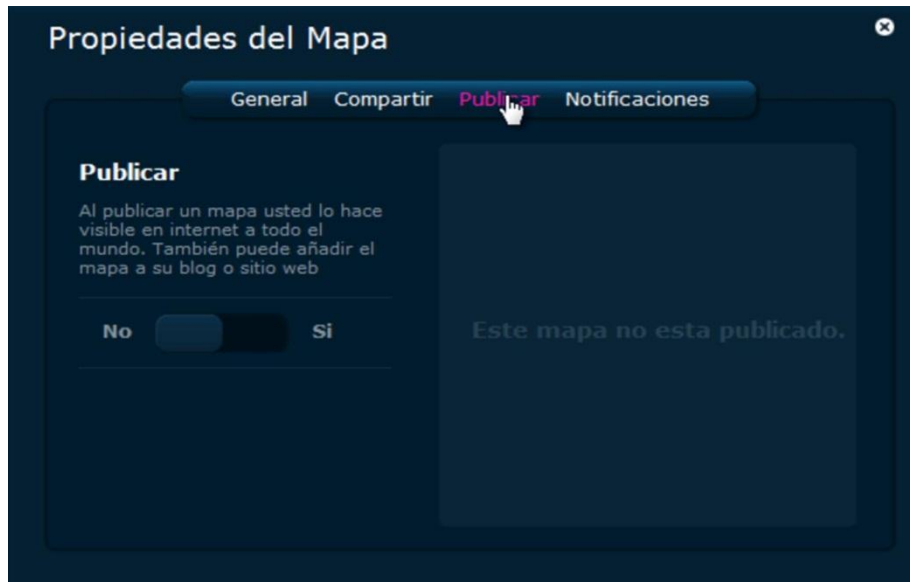 Propiedades del Mapa
General Compartir Publicar Notificaciones
Publicar
Al publicar un mapa usted lo hace
visible en internet a todo el
mundo. También puede añadir el
mapa a su blog o sitio web
No Si
Este mapa no esta publicado.